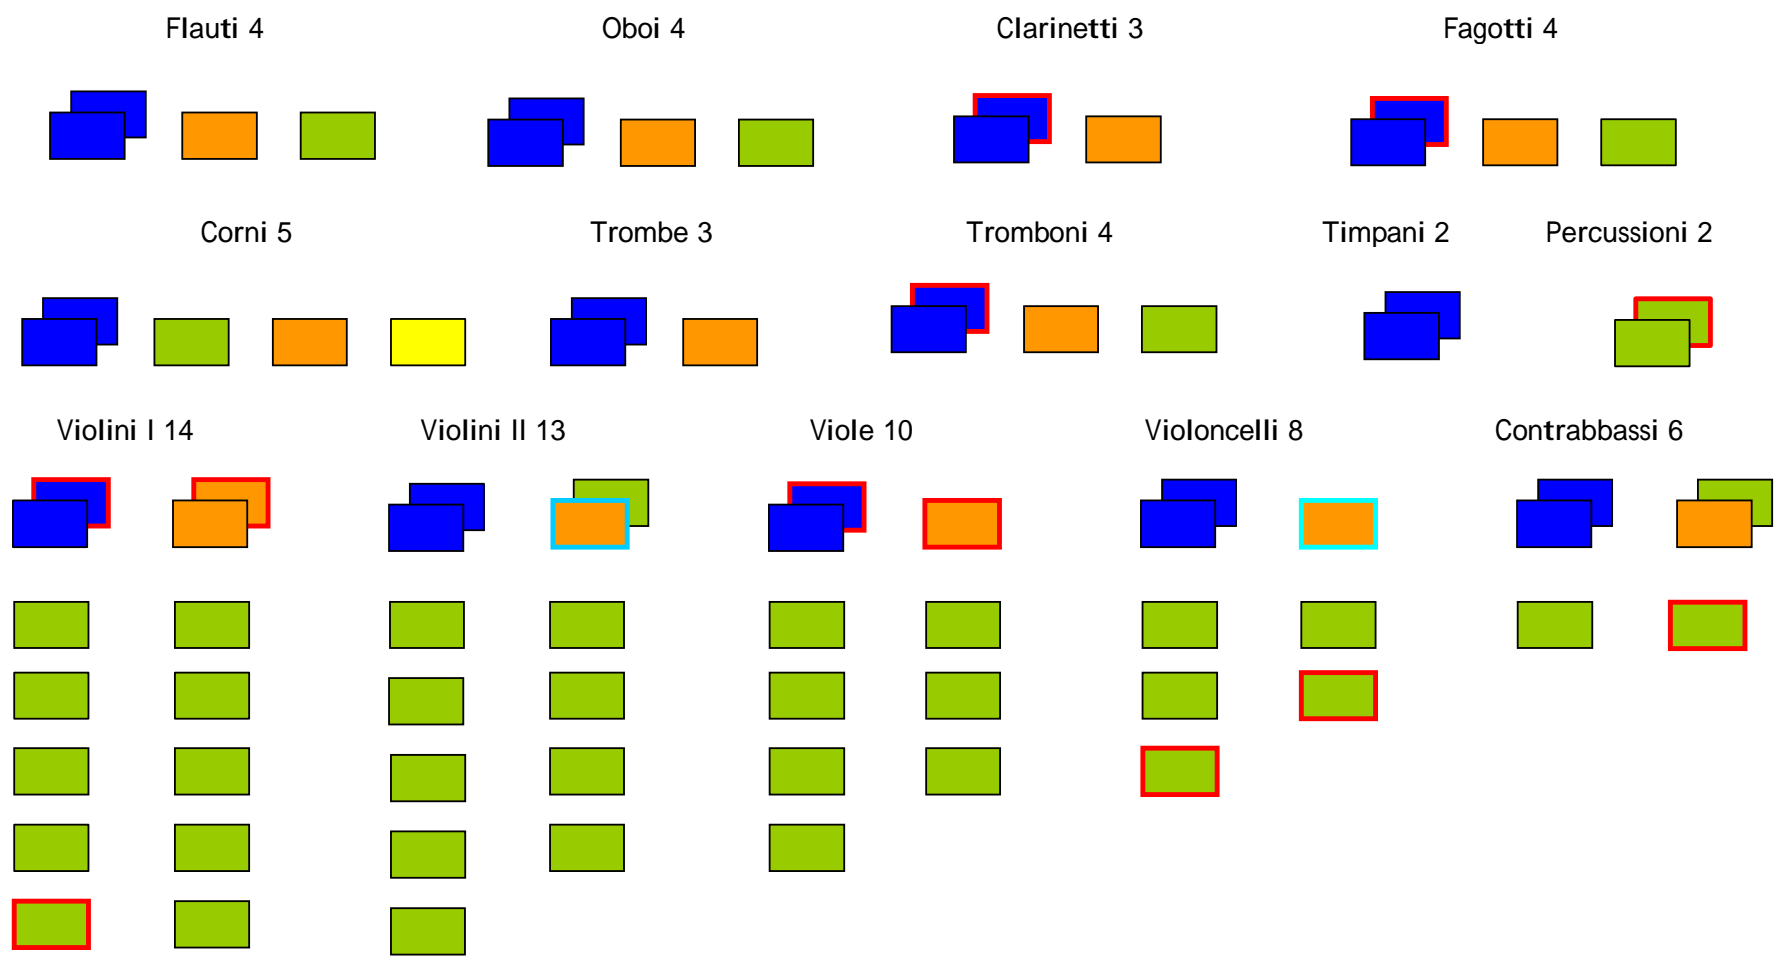 Flauti 4 Oboi 4 Clarinetti 3 Fagotti 4
Corni 5 Trombe 3 Tromboni 4 Timpani 2 Percussioni 2
Violini I 14 Violini II 13 Viole 10 Violoncelli 8 Contrabbassi 6